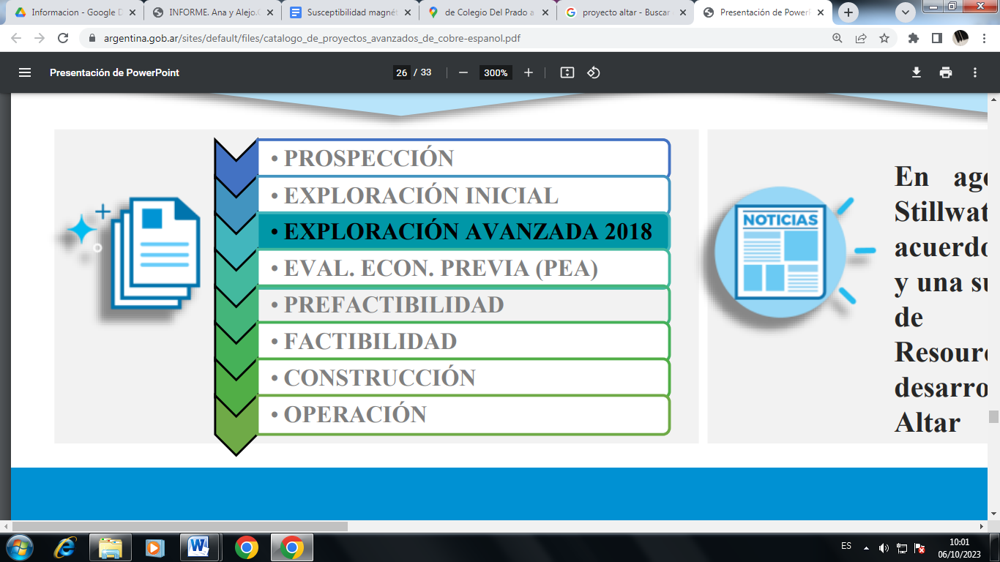 Informacion - Google D
INFORME. Ana y Alejo.
Susceptibilidad magné
de Colegio Del Prado a
proyecto altar - Buscar
Presentación de Power
argentina.gob.ar/sites/default/files/catalogo_de_proyectos_avanzados_de_cobre-espanol.pdf
Presentación de PowerPoint
26 / 33
300%
• PROSPECCIÓN
• EXPLORACIÓN INICIAL
• EXPLORACIÓN AVANZADA 2018
• EVAL. ECON. PREVIA (PEA)
• PREFACTIBILIDAD
• FACTIBILIDAD
• CONSTRUCCIÓN
• OPERACIÓN
NOTICIAS
En ago
Stillwat
acuerdo
y una su
de
Resour
desarro
Altar
ES
10:01
06/10/2023